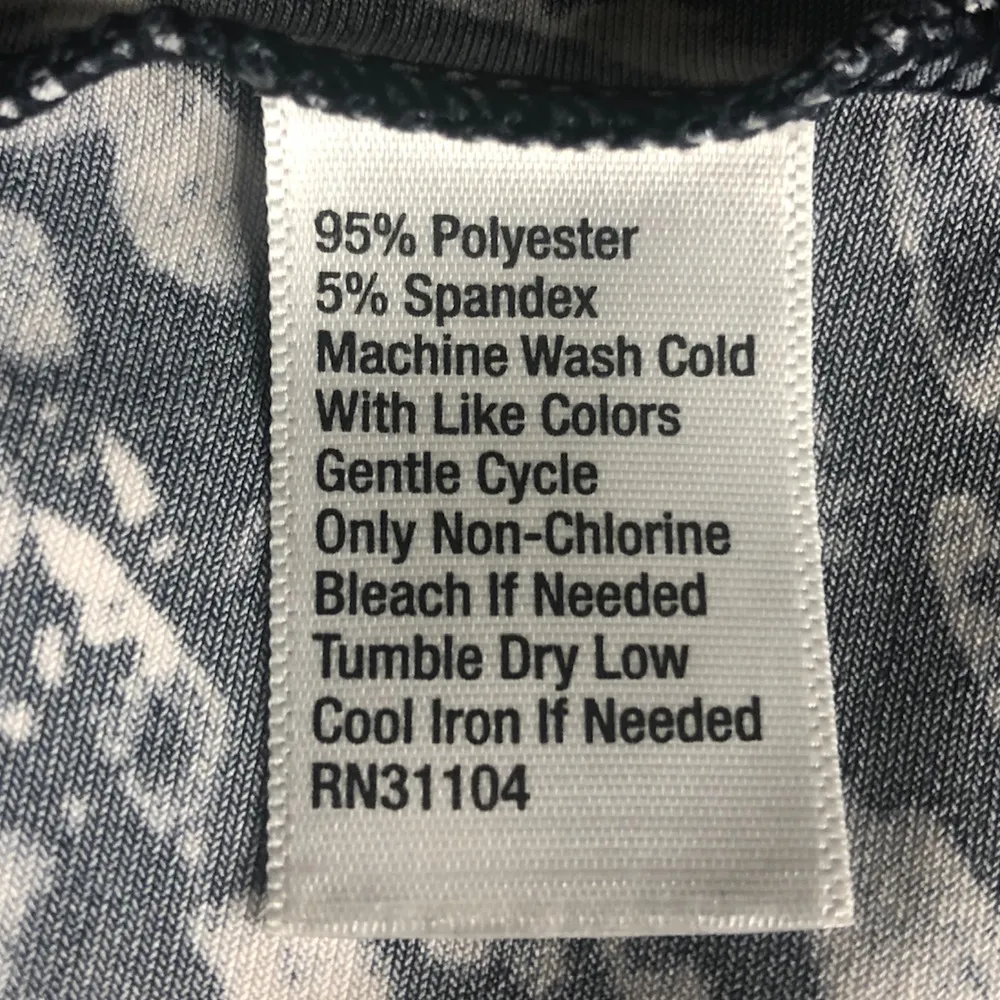 95% Polyester
5% Spandex
Machine Wash Cold
With Like Colors
Gentle Cycle
Only Non-Chlorine
Bleach If Needed
Tumble Dry Low
Cool Iron If Needed
RN31104